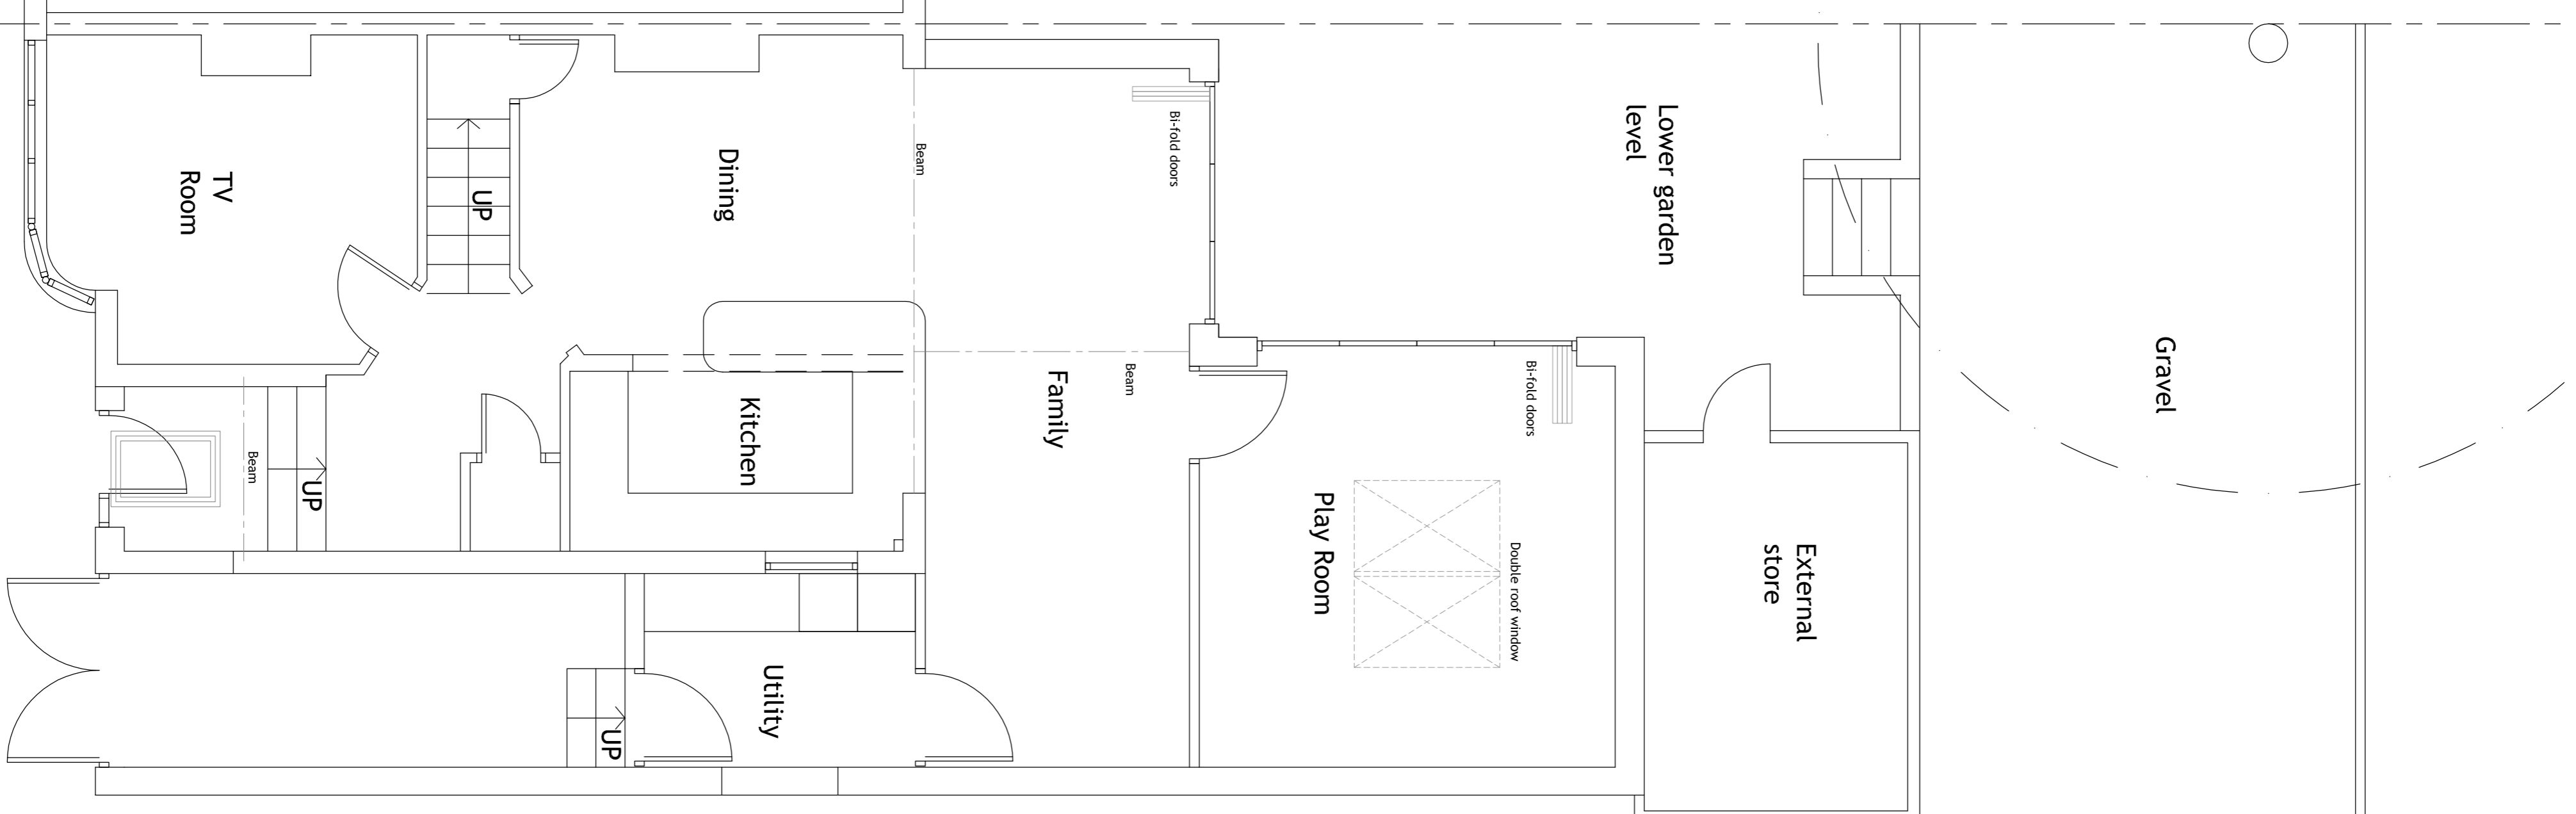 TV
Room
UP
Dining
Beam
Bi-fold doors
Lower garden
level
Gravel
Beam
UP
Kitchen
Family
Beam
Bi-fold doors
Play Room
Double roof window
External
store
UP
Utility